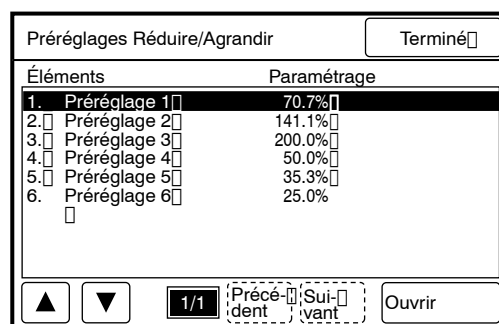 Préréglages Réduire/Agrandir Terminé
Éléments Paramétrage
1. Préréglage 1 70.7%
2. Préréglage 2 141.1%
3. Préréglage 3 200.0%
4. Préréglage 4 50.0%
5. Préréglage 5 35.3%
6. Préréglage 6 25.0%
1/1 Précé-dent Sui-vant Ouvrir